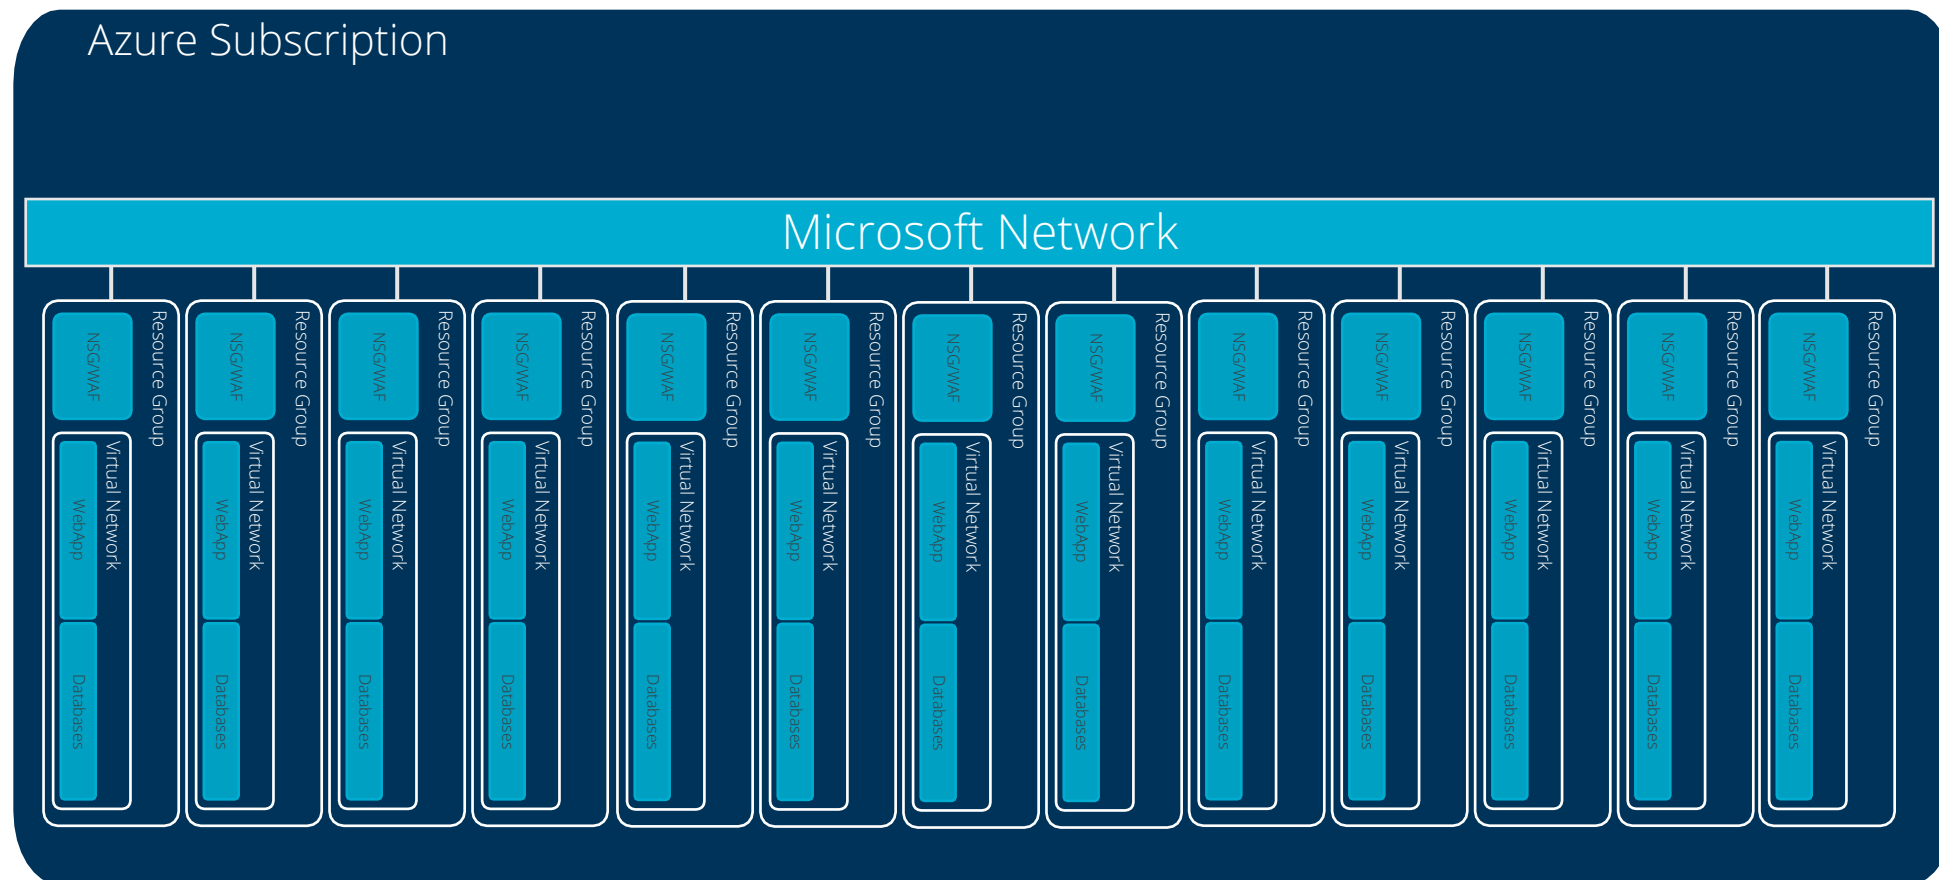 Azure Subscription
Microsoft Network
Resource Group
NSG/WAF
Virtual Network
WebApp
Databases
Resource Group
NSG/WAF
Virtual Network
WebApp
Databases
Resource Group
NSG/WAF
Virtual Network
WebApp
Databases
Resource Group
NSG/WAF
Virtual Network
WebApp
Databases
Resource Group
NSG/WAF
Virtual Network
WebApp
Databases
Resource Group
NSG/WAF
Virtual Network
WebApp
Databases
Resource Group
NSG/WAF
Virtual Network
WebApp
Databases
Resource Group
NSG/WAF
Virtual Network
WebApp
Databases
Resource Group
NSG/WAF
Virtual Network
WebApp
Databases
Resource Group
NSG/WAF
Virtual Network
WebApp
Databases
Resource Group
NSG/WAF
Virtual Network
WebApp
Databases
Resource Group
NSG/WAF
Virtual Network
WebApp
Databases
Resource Group
NSG/WAF
Virtual Network
WebApp
Databases